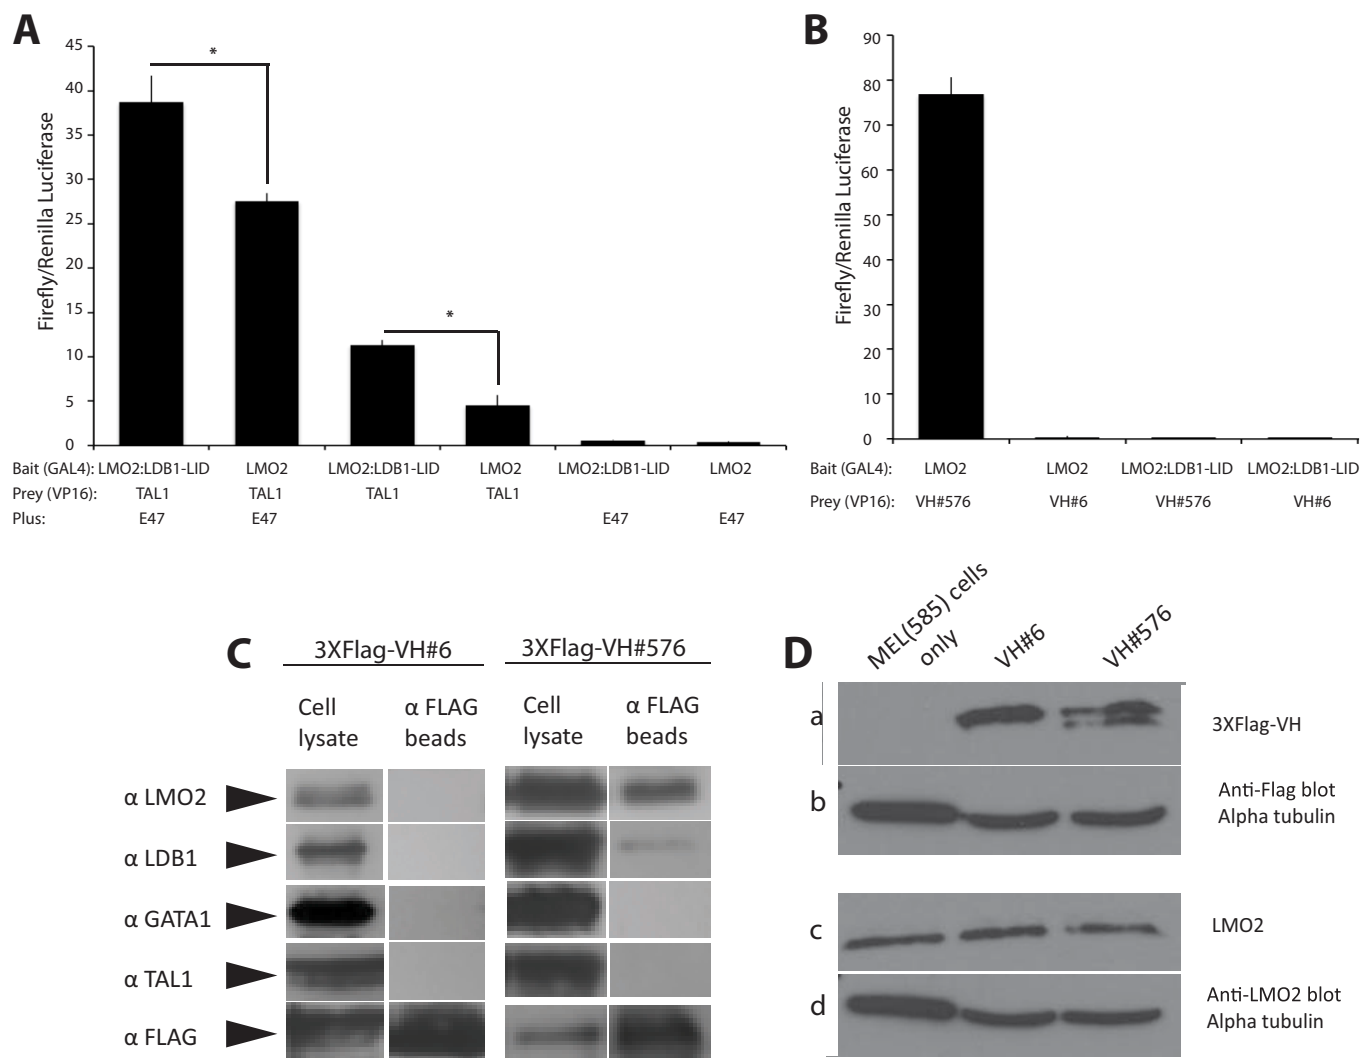 A
45
*
40
35
30
25
20
15
*
10
5
0
Firefly/Renilla Luciferase
Bait (GAL4): LMO2:LDB1-LID LMO2 LMO2:LDB1-LID LMO2 LMO2:LDB1-LID LMO2
Prey (VP16): TAL1 TAL1 TAL1 TAL1
Plus: E47 E47 E47 E47
B
90
80
70
60
50
40
30
20
10
0
Firefly/Renilla Luciferase
Bait (GAL4): LMO2 LMO2 LMO2:LDB1-LID LMO2:LDB1-LID
Prey (VP16): VH#576 VH#6 VH#576 VH#6
C
3XFlag-VH#6 3XFlag-VH#576
Cell α FLAG Cell α FLAG
lysate beads lysate beads
α LMO2
α LDB1
α GATA1
α TAL1
α FLAG
D
MEL(585) cells
only
VH#6
VH#576
a
3XFlag-VH
b
Anti-Flag blot
Alpha tubulin
c
LMO2
d
Anti-LMO2 blot
Alpha tubulin